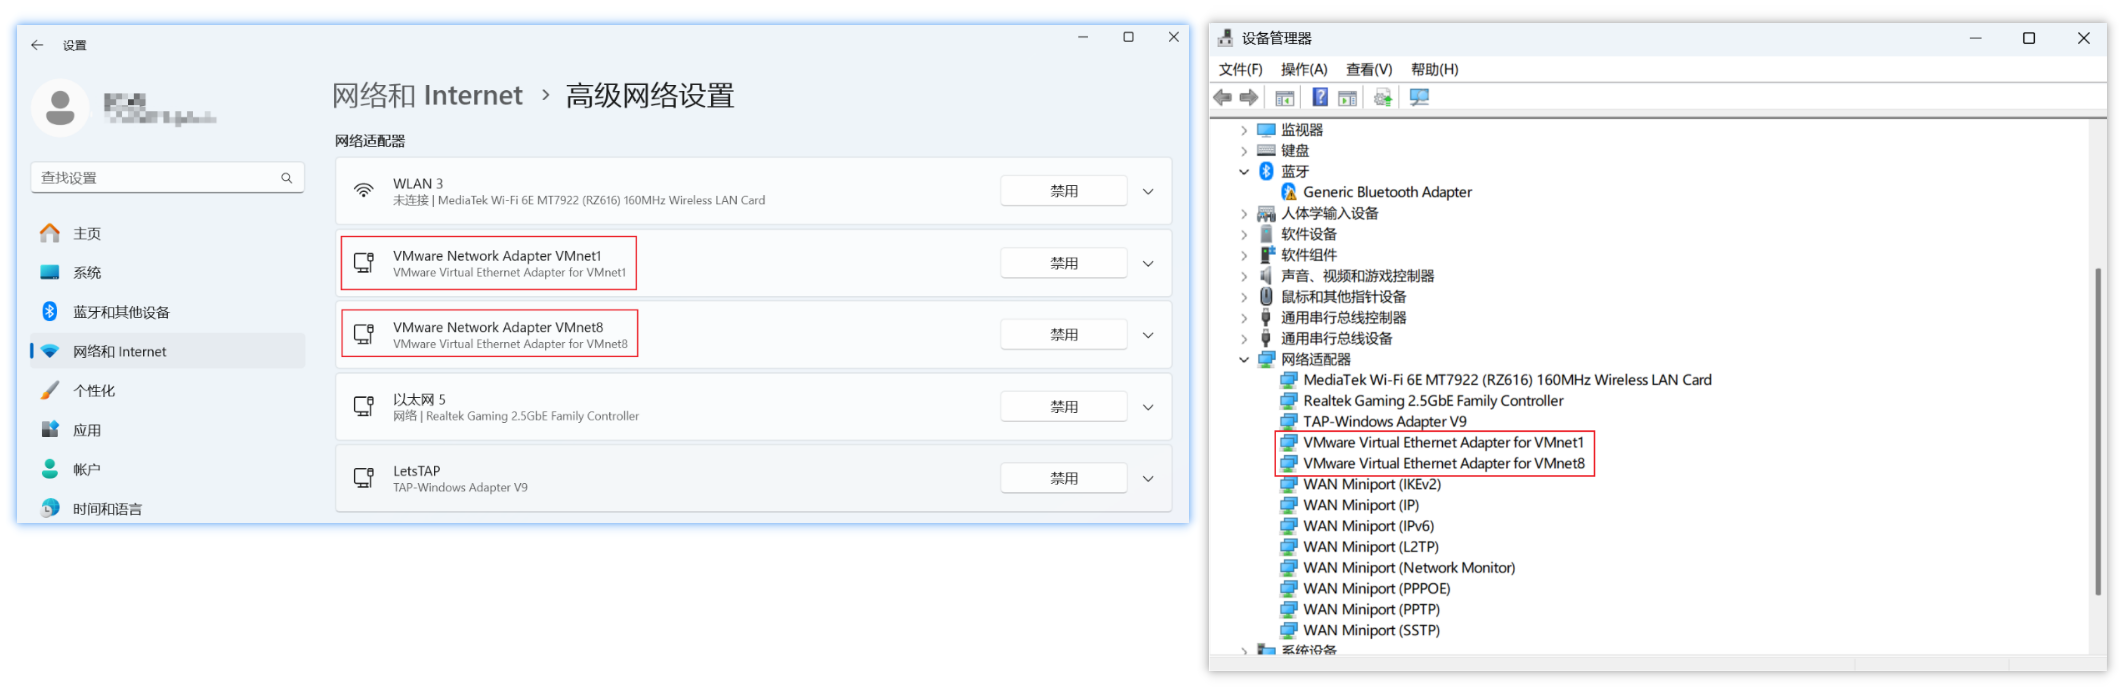 设置
查找设置
主页
系统
蓝牙和其他设备
网络和 Internet
个性化
应用
帐户
时间和语言
网络和 Internet › 高级网络设置
网络适配器
WLAN 3
未连接 | MediaTek Wi-Fi 6E MT7922 (RZ616) 160MHz Wireless LAN Card
禁用
VMware Network Adapter VMnet1
VMware Virtual Ethernet Adapter for VMnet1
禁用
VMware Network Adapter VMnet8
VMware Virtual Ethernet Adapter for VMnet8
禁用
以太网 5
网络 | Realtek Gaming 2.5GbE Family Controller
禁用
LetsTAP
TAP-Windows Adapter V9
禁用
设备管理器
文件(F) 操作(A) 查看(V) 帮助(H)
监视器
键盘
蓝牙
Generic Bluetooth Adapter
人体学输入设备
软件设备
软件组件
声音、视频和游戏控制器
鼠标和其他指针设备
通用串行总线控制器
通用串行总线设备
网络适配器
MediaTek Wi-Fi 6E MT7922 (RZ616) 160MHz Wireless LAN Card
Realtek Gaming 2.5GbE Family Controller
TAP-Windows Adapter V9
VMware Virtual Ethernet Adapter for VMnet1
VMware Virtual Ethernet Adapter for VMnet8
WAN Miniport (IKEv2)
WAN Miniport (IP)
WAN Miniport (IPv6)
WAN Miniport (L2TP)
WAN Miniport (Network Monitor)
WAN Miniport (PPPOE)
WAN Miniport (PPTP)
WAN Miniport (SSTP)
系统设备